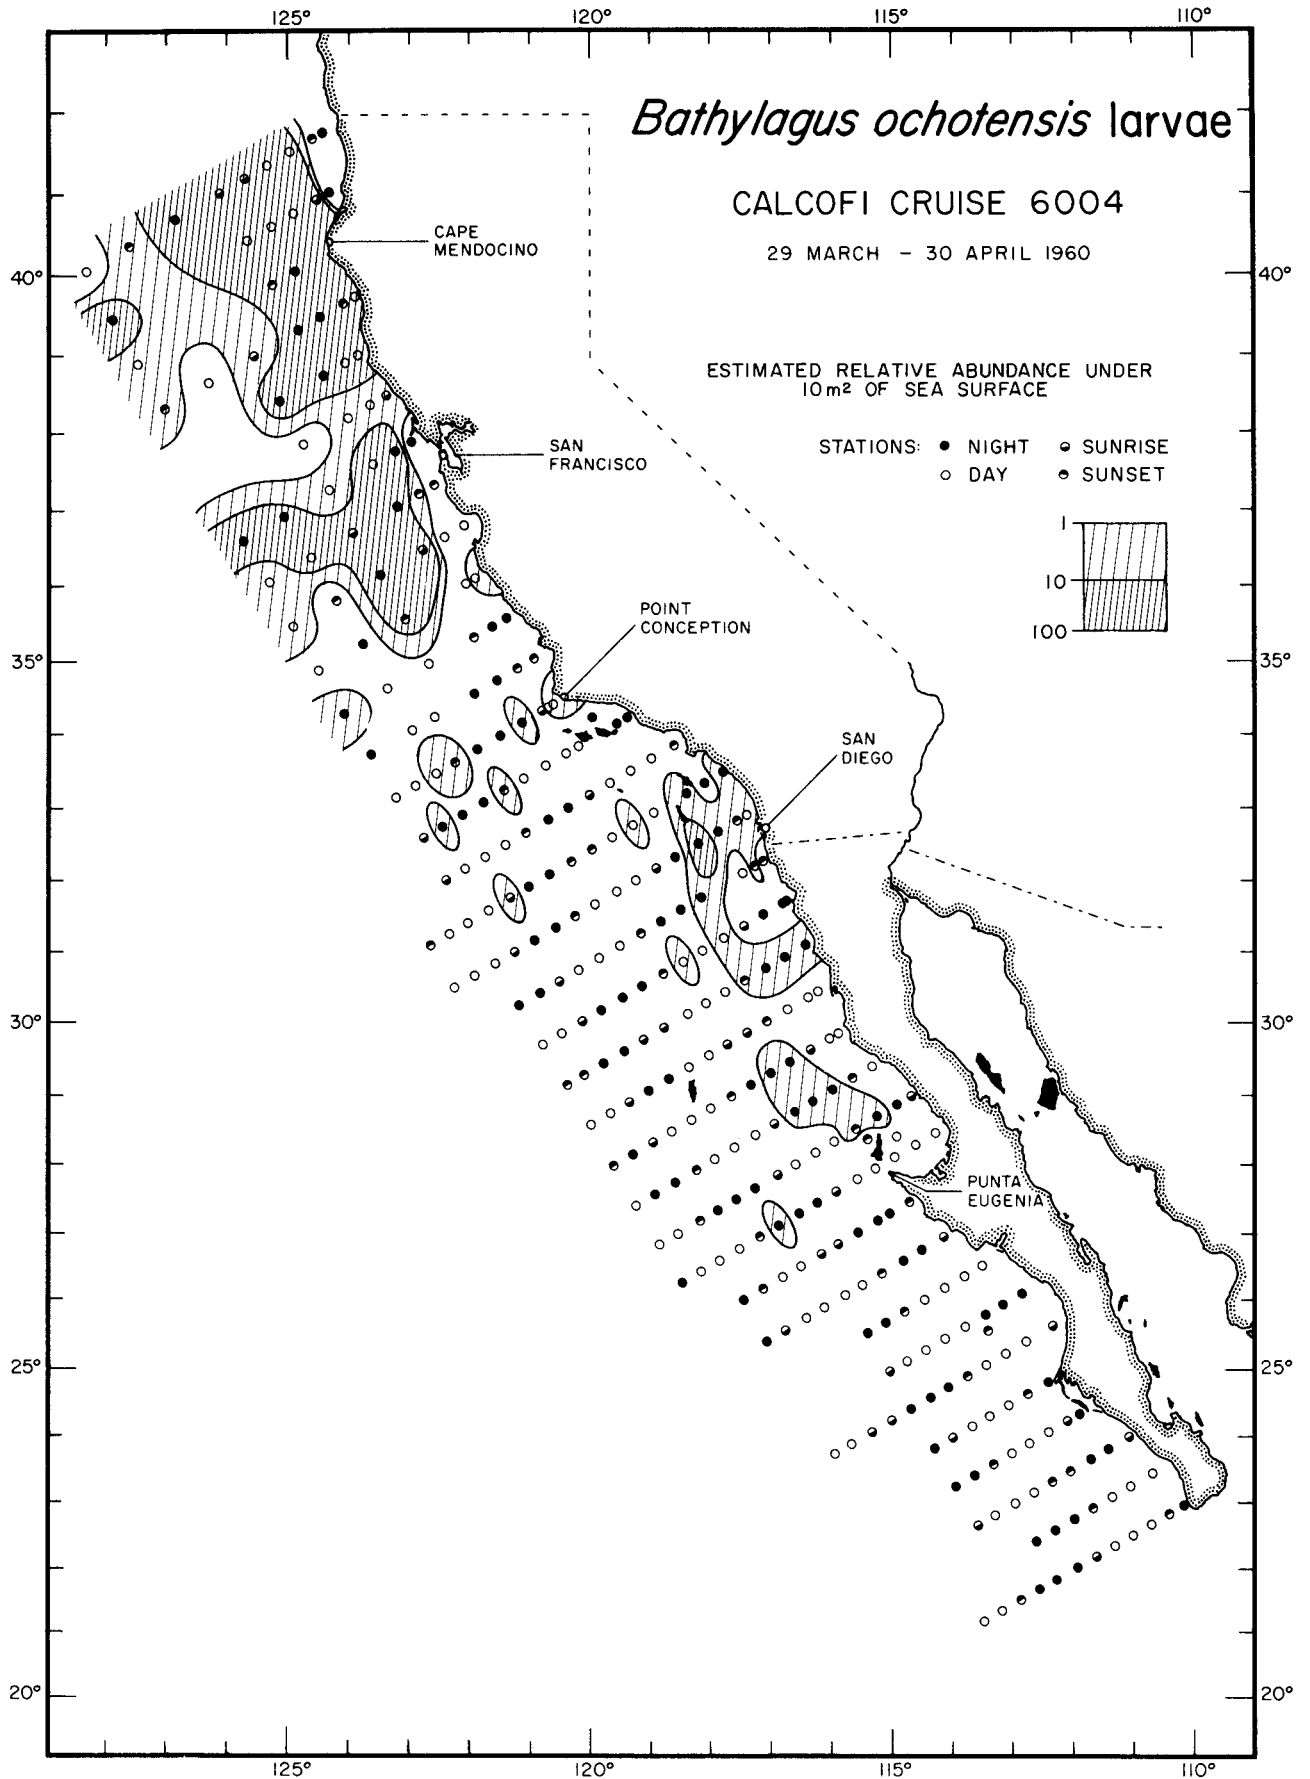 125° 120° 115° 110°
Bathylagus ochotensis larvae
CALCOFI CRUISE 6004
29 MARCH – 30 APRIL 1960
CAPE
MENDOCINO
40° 40°
ESTIMATED RELATIVE ABUNDANCE UNDER
10m² OF SEA SURFACE
STATIONS: ● NIGHT ◒ SUNRISE
○ DAY ◓ SUNSET
SAN
FRANCISCO
1
10
100
POINT
CONCEPTION
35° 35°
SAN
DIEGO
30° 30°
PUNTA
EUGENIA
25° 25°
20° 20°
125° 120° 115° 110°